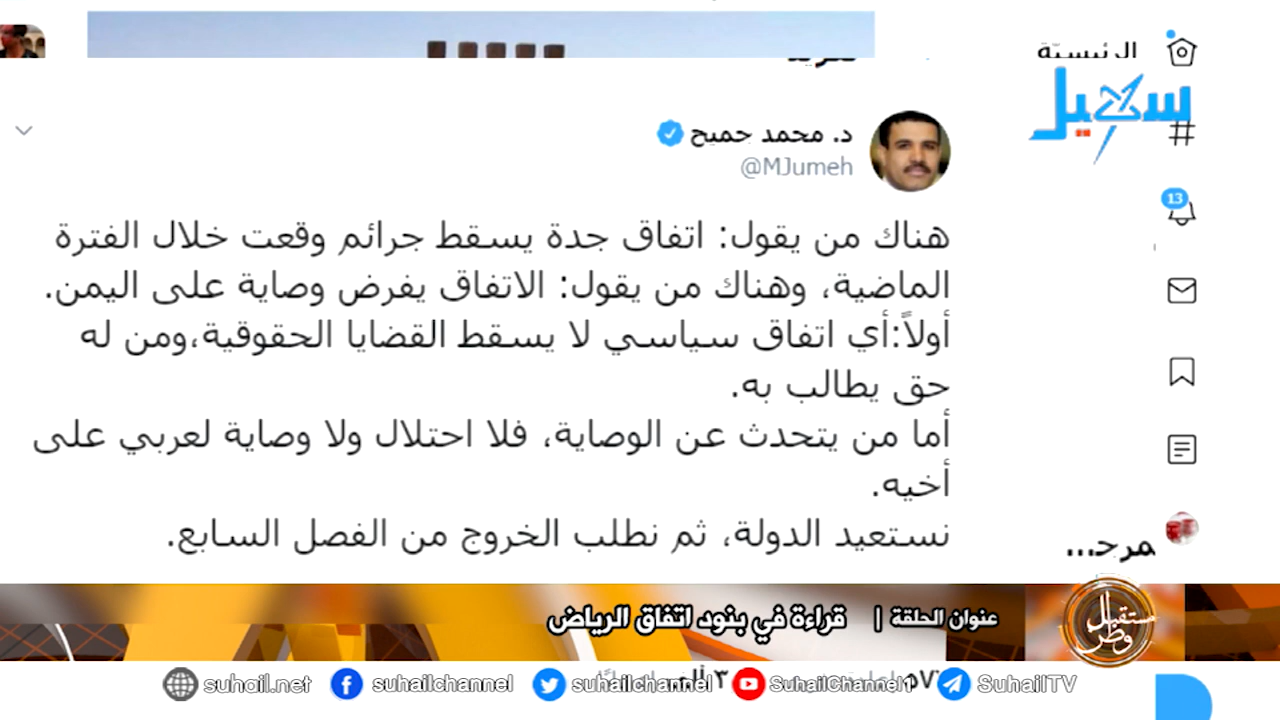 الرئيسية
سهيل
د. محمد جميح
@MJumeh
13
هناك من يقول: اتفاق جدة يسقط جرائم وقعت خلال الفترة
الماضية، وهناك من يقول: الاتفاق يفرض وصاية على اليمن.
أولاً:أي اتفاق سياسي لا يسقط القضايا الحقوقية،ومن له
حق يطالب به.
أما من يتحدث عن الوصاية، فلا احتلال ولا وصاية لعربي على
أخيه.
نستعيد الدولة، ثم نطلب الخروج من الفصل السابع.
عنوان الحلقة | قراءة في بنود اتفاق الرياض
مستقبل
وطن
suhail.net suhailchannel suhailchannel SuhailChannel1 SuhailTV